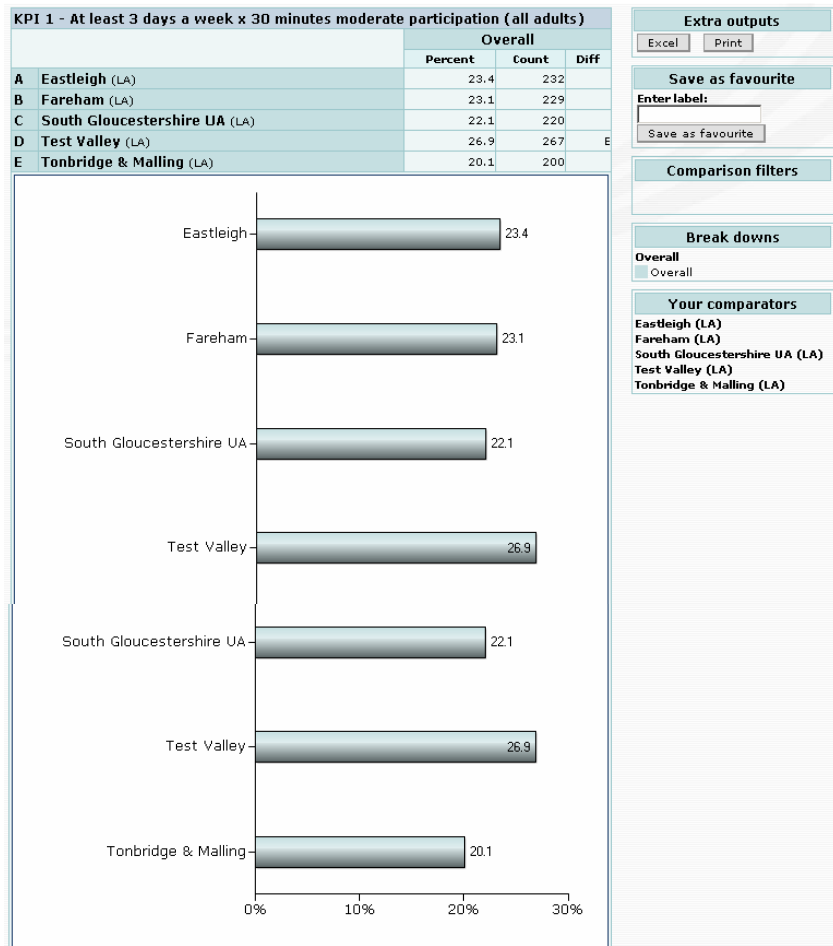 KPI 1 - At least 3 days a week x 30 minutes moderate participation (all adults)
Overall
Percent Count Diff
A Eastleigh (LA) 23.4 232
B Fareham (LA) 23.1 229
C South Gloucestershire UA (LA) 22.1 220
D Test Valley (LA) 26.9 267 E
E Tonbridge & Malling (LA) 20.1 200
Eastleigh 23.4
Fareham 23.1
South Gloucestershire UA 22.1
Test Valley 26.9
South Gloucestershire UA 22.1
Test Valley 26.9
Tonbridge & Malling 20.1
0% 10% 20% 30%
Extra outputs
Excel Print
Save as favourite
Enter label:
Save as favourite
Comparison filters
Break downs
Overall
Overall
Your comparators
Eastleigh (LA)
Fareham (LA)
South Gloucestershire UA (LA)
Test Valley (LA)
Tonbridge & Malling (LA)